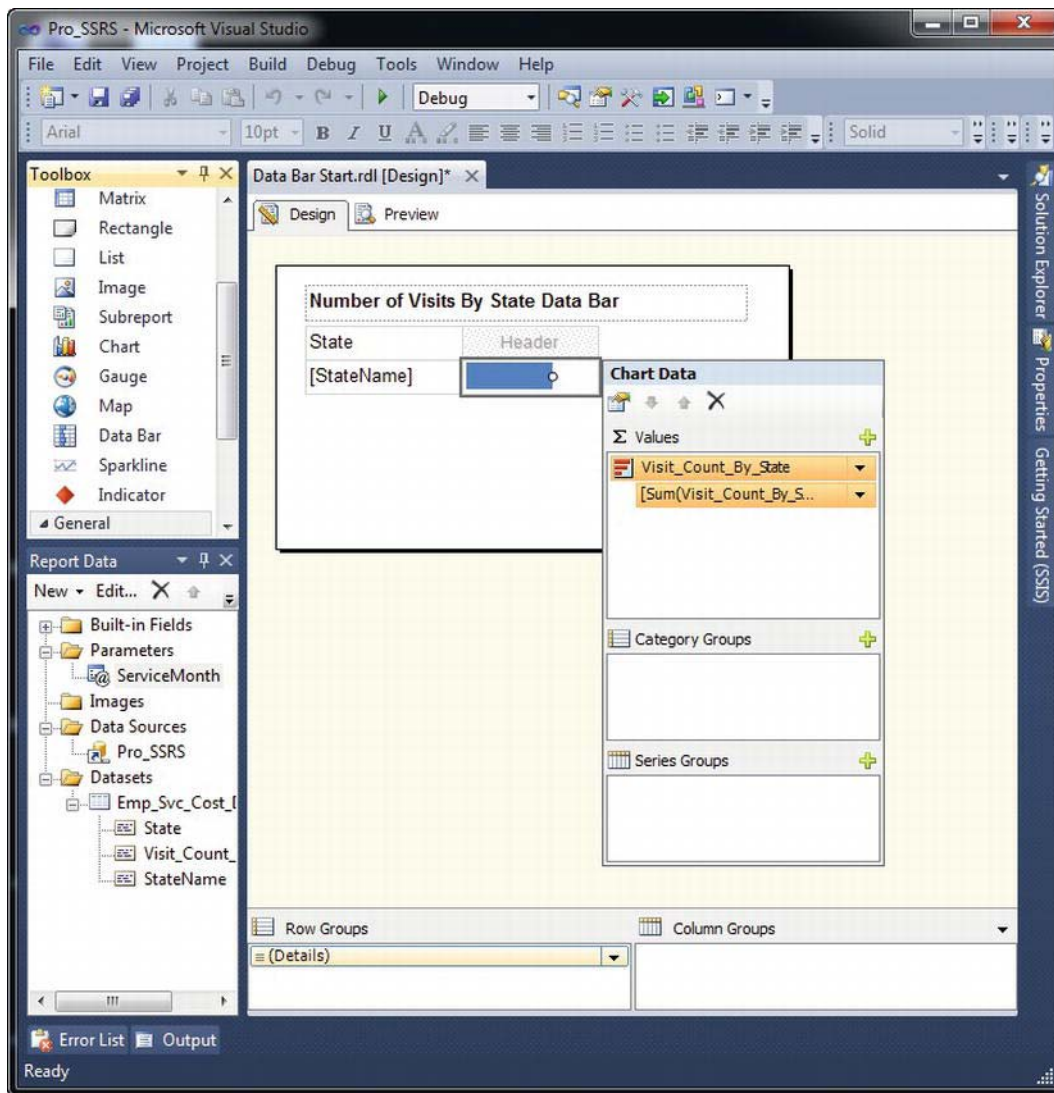 Pro_SSRS - Microsoft Visual Studio
File Edit View Project Build Debug Tools Window Help
Debug
Arial 10pt B I U A Solid
Toolbox
Matrix
Rectangle
List
Image
Subreport
Chart
Gauge
Map
Data Bar
Sparkline
Indicator
General
Report Data
New Edit...
Built-in Fields
Parameters
ServiceMonth
Images
Data Sources
Pro_SSRS
Datasets
Emp_Svc_Cost_
State
Visit_Count_
StateName
Data Bar Start.rdl [Design]*
Design Preview
Number of Visits By State Data Bar
State Header
[StateName]
Chart Data
Σ Values
Visit_Count_By_State
[Sum(Visit_Count_By_S...
Category Groups
Series Groups
Row Groups Column Groups
(Details)
Solution Explorer
Properties
Getting Started (SSIS)
Error List Output
Ready